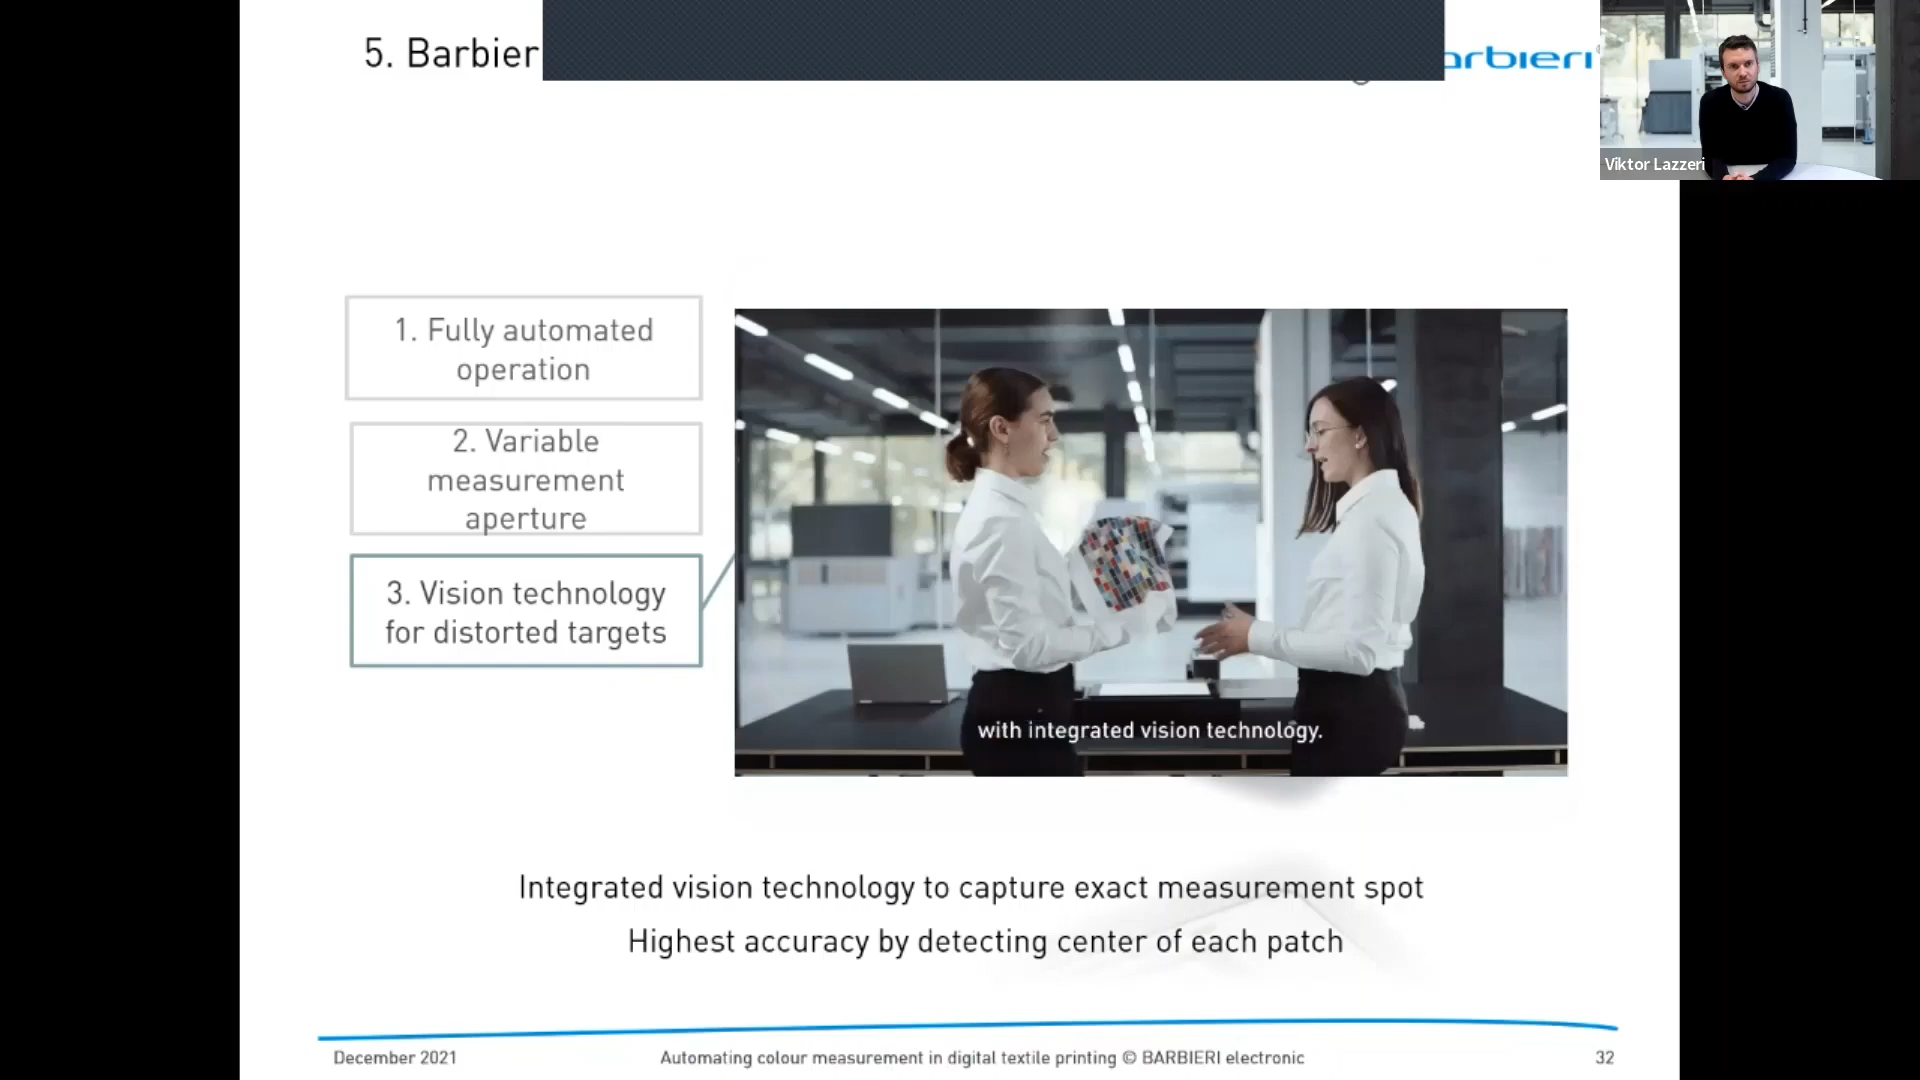 5. Barbier
arbieri
Viktor Lazzeri
1. Fully automated
operation
2. Variable
measurement
aperture
3. Vision technology
for distorted targets
with integrated vision technology.
Integrated vision technology to capture exact measurement spot
Highest accuracy by detecting center of each patch
December 2021
Automating colour measurement in digital textile printing © BARBIERI electronic
32